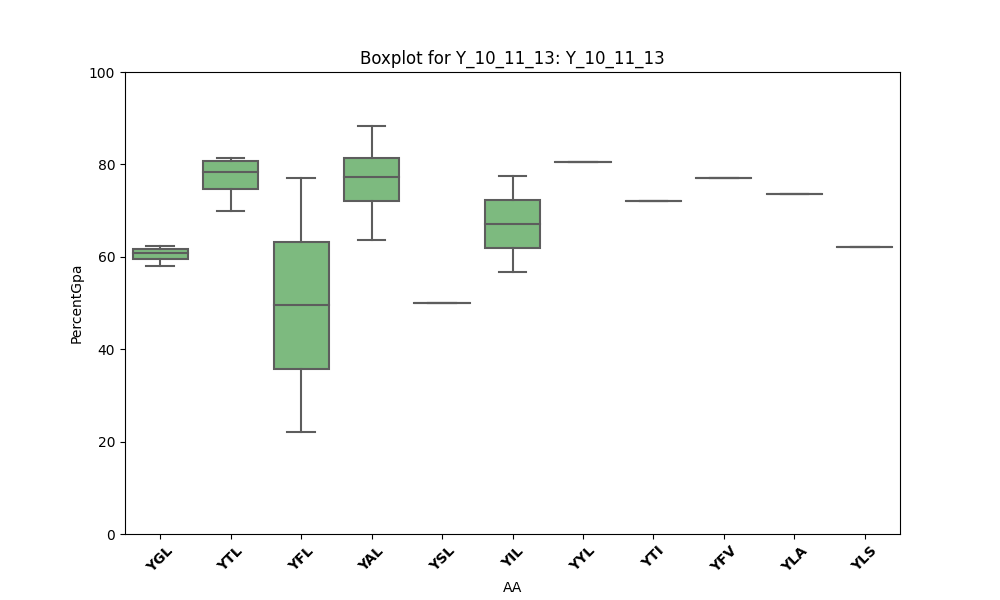 Boxplot for Y_10_11_13: Y_10_11_13
100
80
60
40
20
0
PercentGpa
YGL YTL YFL YAL YSL YIL YYL YTI YFV YLA YLS
AA